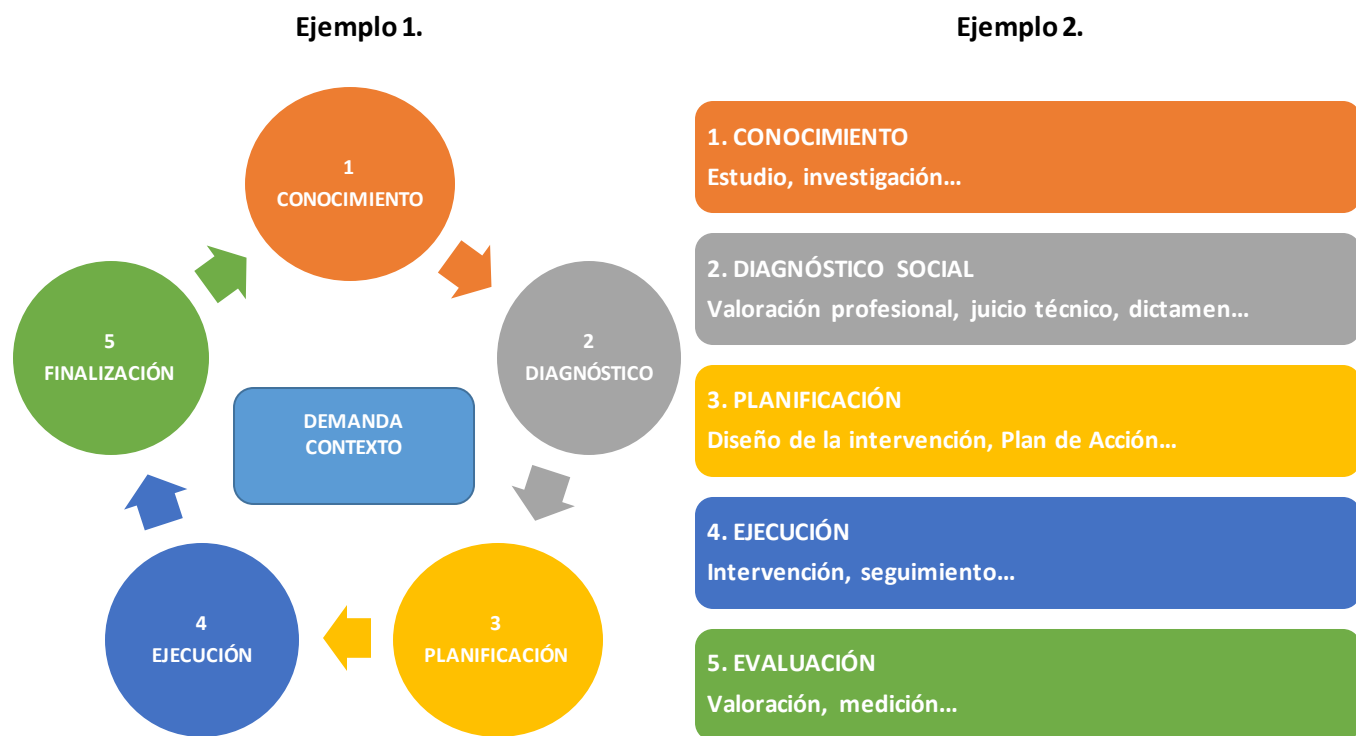 Ejemplo 1.
1
CONOCIMIENTO
2
DIAGNÓSTICO
3
PLANIFICACIÓN
4
EJECUCIÓN
5
FINALIZACIÓN
DEMANDA
CONTEXTO
Ejemplo 2.
1. CONOCIMIENTO
Estudio, investigación...
2. DIAGNÓSTICO SOCIAL
Valoración profesional, juicio técnico, dictamen...
3. PLANIFICACIÓN
Diseño de la intervención, Plan de Acción...
4. EJECUCIÓN
Intervención, seguimiento...
5. EVALUACIÓN
Valoración, medición...